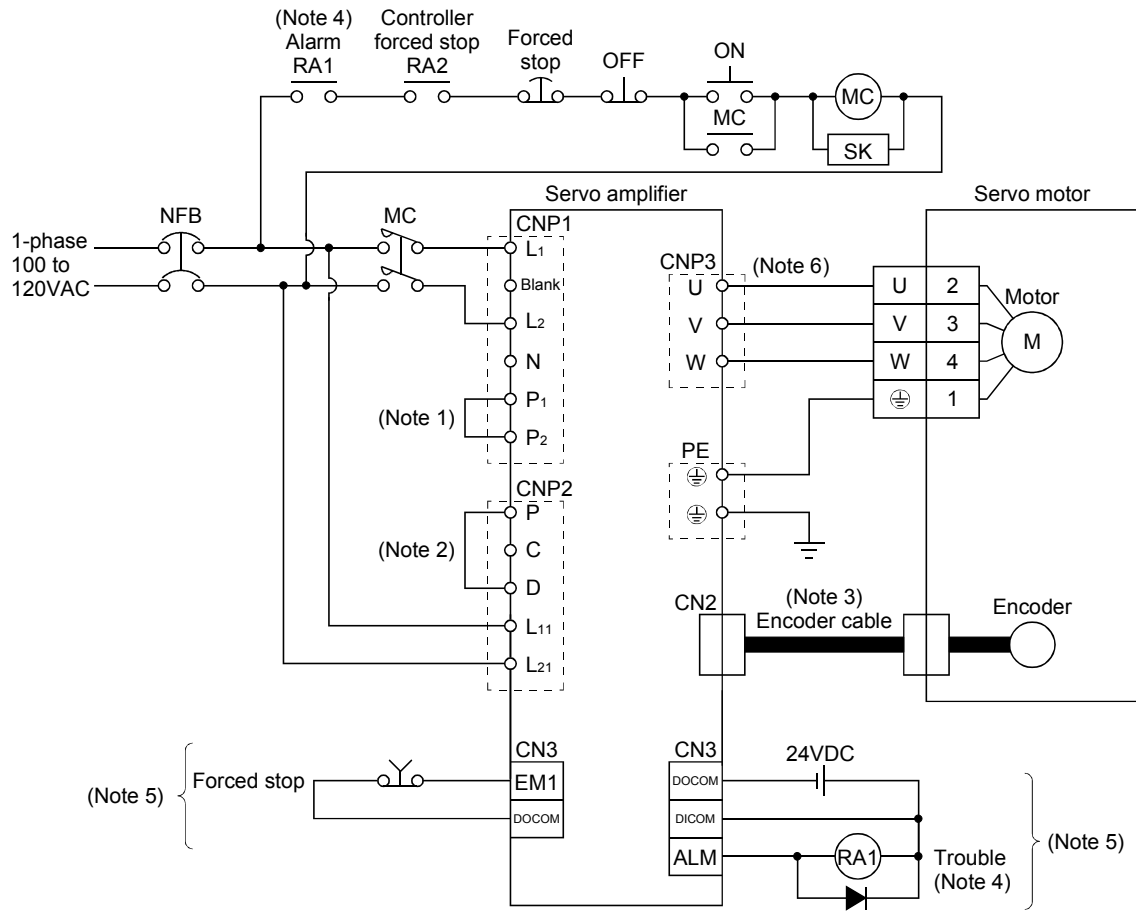 (Note 4)
Alarm
RA1
Controller
forced stop
RA2
Forced
stop
OFF
ON
MC
MC
SK
NFB
1-phase
100 to
120VAC
MC
Servo amplifier
Servo motor
CNP1
L1
Blank
L2
N
P1
P2
(Note 1)
CNP2
P
C
D
L11
L21
(Note 2)
CNP3
U
V
W
(Note 6)
U 2
V 3
W 4
1
Motor
M
PE
CN2
(Note 3)
Encoder cable
Encoder
(Note 5)
Forced stop
CN3
EM1
DOCOM
CN3
DOCOM
DICOM
ALM
24VDC
RA1
Trouble
(Note 4)
(Note 5)